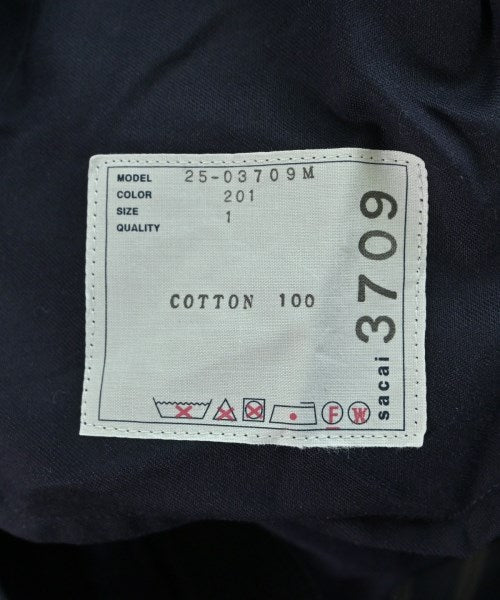 MODEL 25-03709M
COLOR 201
SIZE 1
QUALITY
COTTON 100
F W
sacai 3709